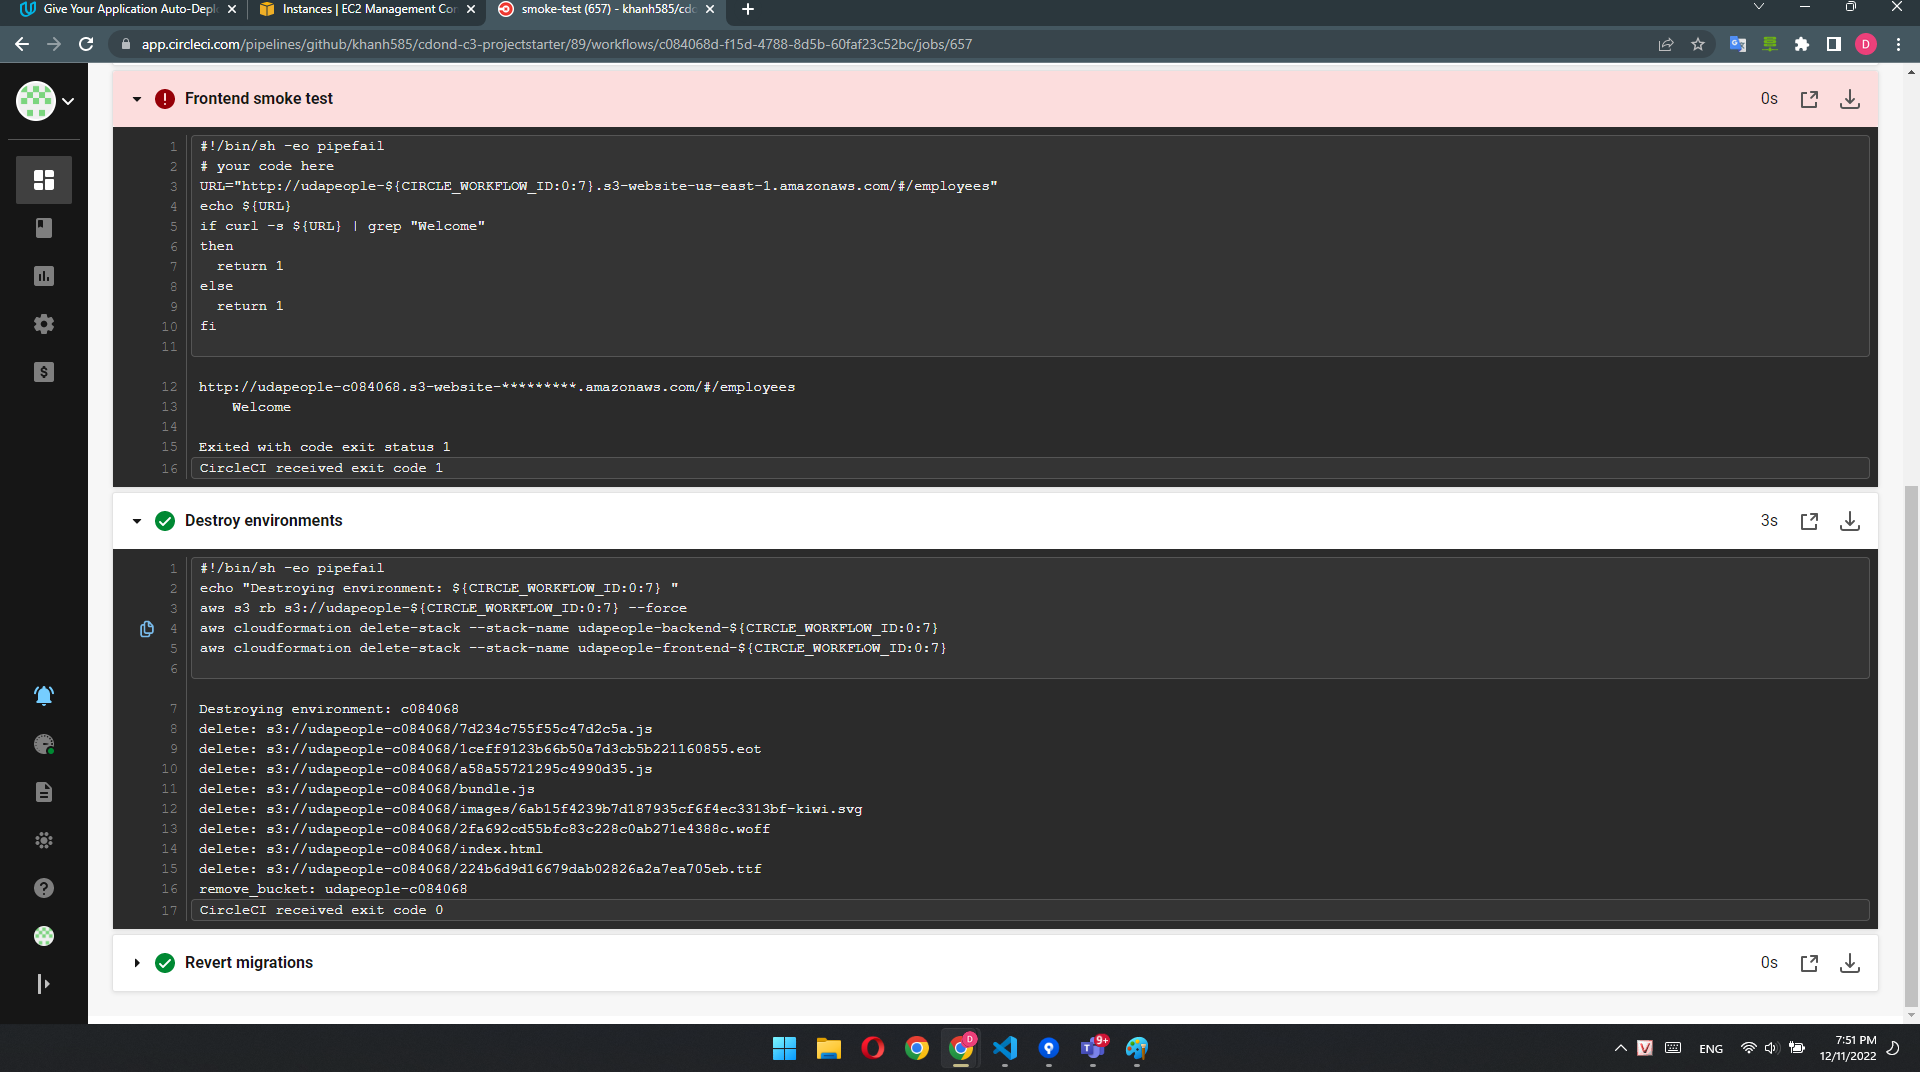 Give Your Application Auto-Depl
Instances | EC2 Management Con
smoke-test (657) - khanh585/cdo
app.circleci.com/pipelines/github/khanh585/cdond-c3-projectstarter/89/workflows/c084068d-f15d-4788-8d5b-60faf23c52bc/jobs/657
D
Frontend smoke test
0s
1 #!/bin/sh -eo pipefail
2 # your code here
3 URL="http://udapeople-${CIRCLE_WORKFLOW_ID:0:7}.s3-website-us-east-1.amazonaws.com/#/employees"
4 echo ${URL}
5 if curl -s ${URL} | grep "Welcome"
6 then
7 return 1
8 else
9 return 1
10 fi
11
12 http://udapeople-c084068.s3-website-*********.amazonaws.com/#/employees
13 Welcome
14
15 Exited with code exit status 1
16 CircleCI received exit code 1
Destroy environments
3s
1 #!/bin/sh -eo pipefail
2 echo "Destroying environment: ${CIRCLE_WORKFLOW_ID:0:7} "
3 aws s3 rb s3://udapeople-${CIRCLE_WORKFLOW_ID:0:7} --force
4 aws cloudformation delete-stack --stack-name udapeople-backend-${CIRCLE_WORKFLOW_ID:0:7}
5 aws cloudformation delete-stack --stack-name udapeople-frontend-${CIRCLE_WORKFLOW_ID:0:7}
6
7 Destroying environment: c084068
8 delete: s3://udapeople-c084068/7d234c755f55c47d2c5a.js
9 delete: s3://udapeople-c084068/1ceff9123b66b50a7d3cb5b221160855.eot
10 delete: s3://udapeople-c084068/a58a55721295c4990d35.js
11 delete: s3://udapeople-c084068/bundle.js
12 delete: s3://udapeople-c084068/images/6ab15f4239b7d187935cf6f4ec3313bf-kiwi.svg
13 delete: s3://udapeople-c084068/2fa692cd55bfc83c228c0ab271e4388c.woff
14 delete: s3://udapeople-c084068/index.html
15 delete: s3://udapeople-c084068/224b6d9d16679dab02826a2a7ea705eb.ttf
16 remove_bucket: udapeople-c084068
17 CircleCI received exit code 0
Revert migrations
0s
D
9+
V
ENG
7:51 PM
12/11/2022